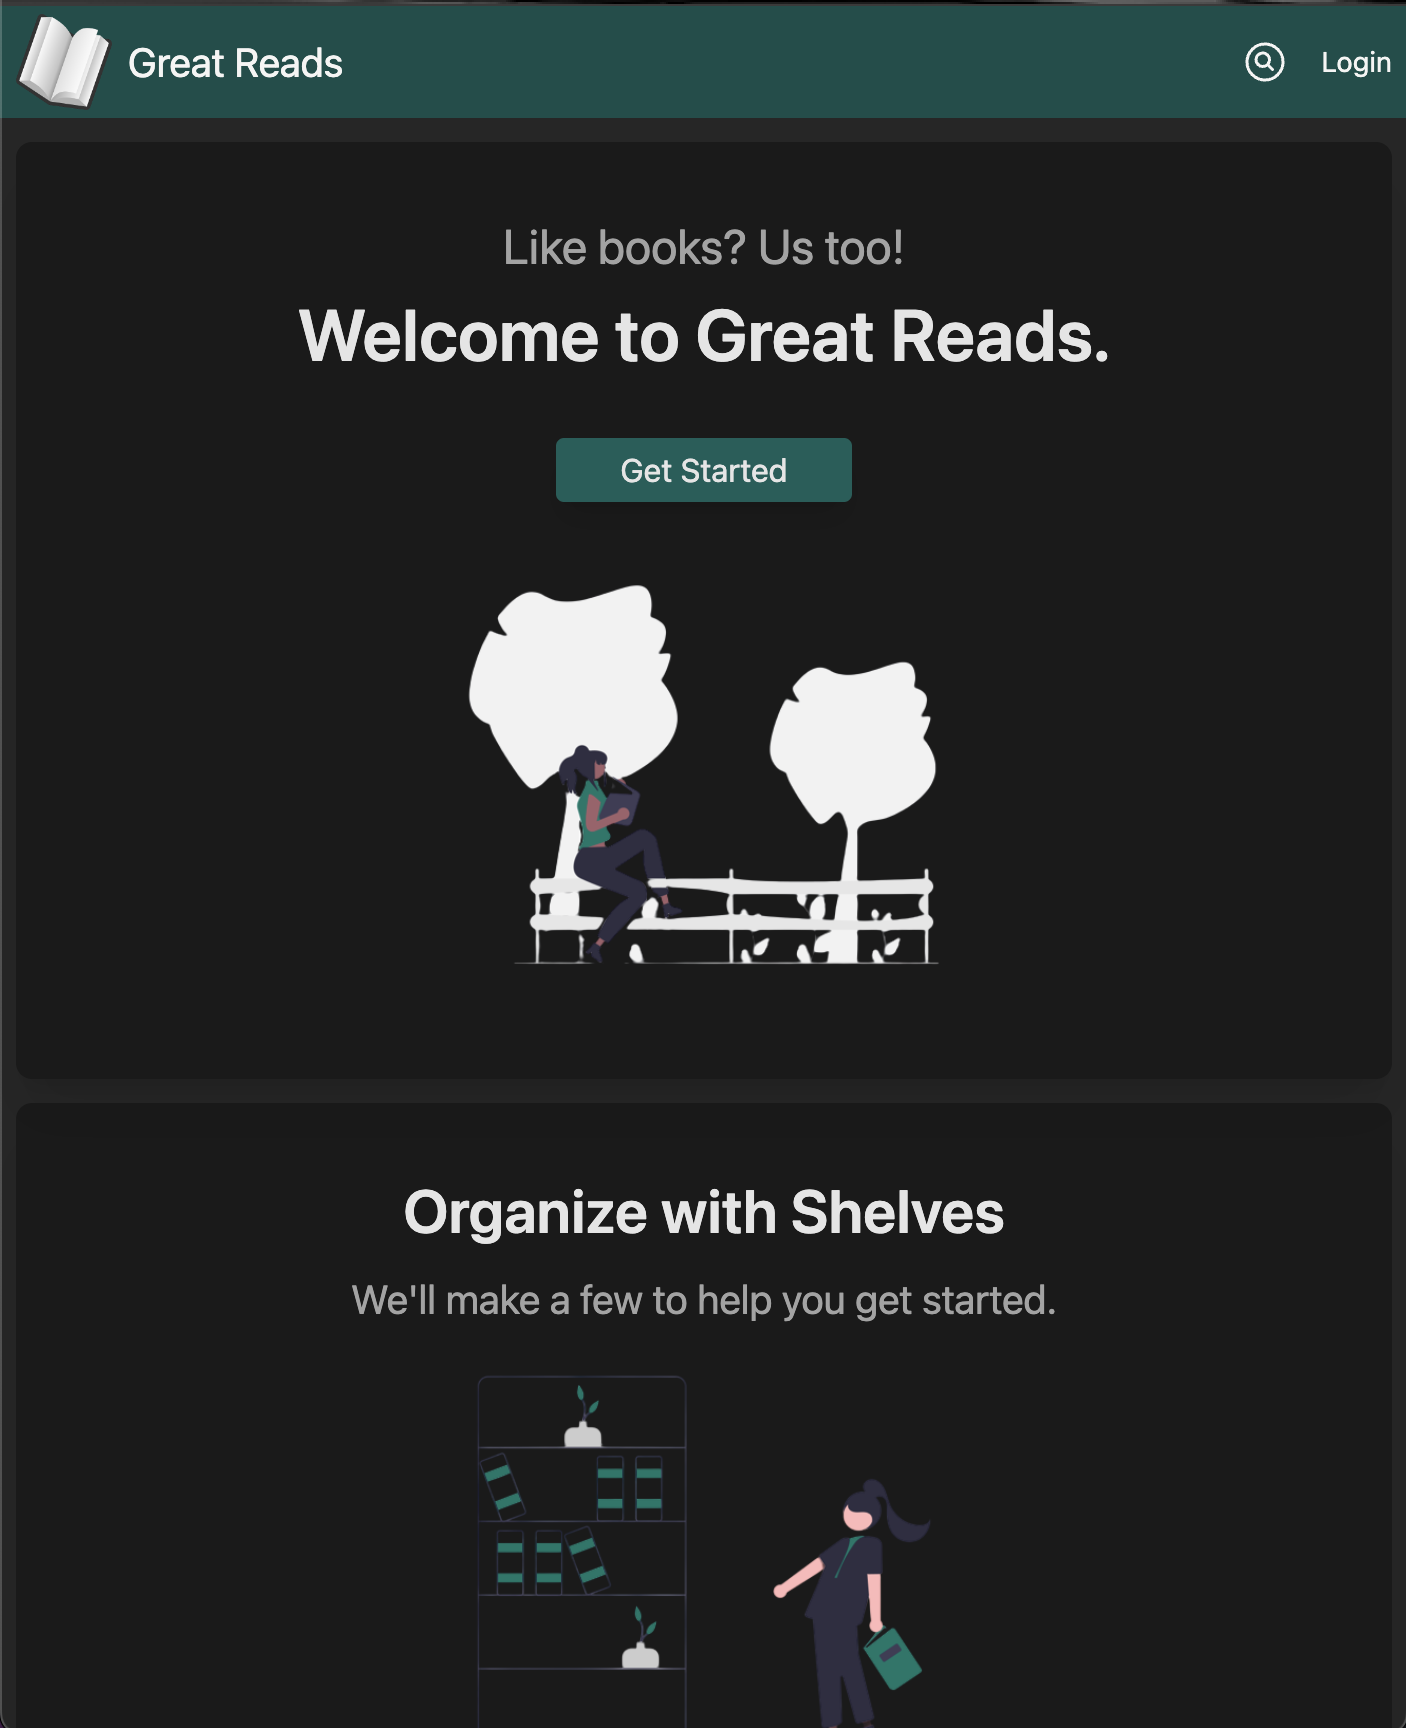 Great Reads
Login
Like books? Us too!
Welcome to Great Reads.
Get Started
Organize with Shelves
We'll make a few to help you get started.